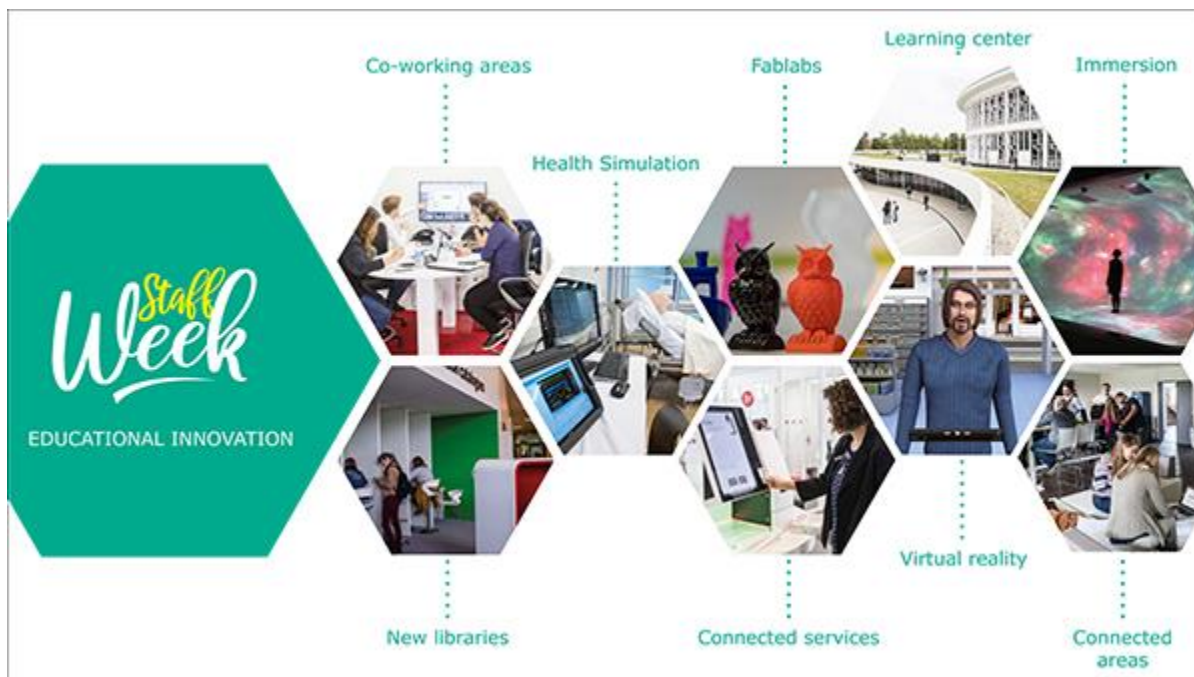 Staff
Week
EDUCATIONAL INNOVATION
Co-working areas
Health Simulation
Fablabs
Learning center
Immersion
New libraries
Connected services
Virtual reality
Connected
areas